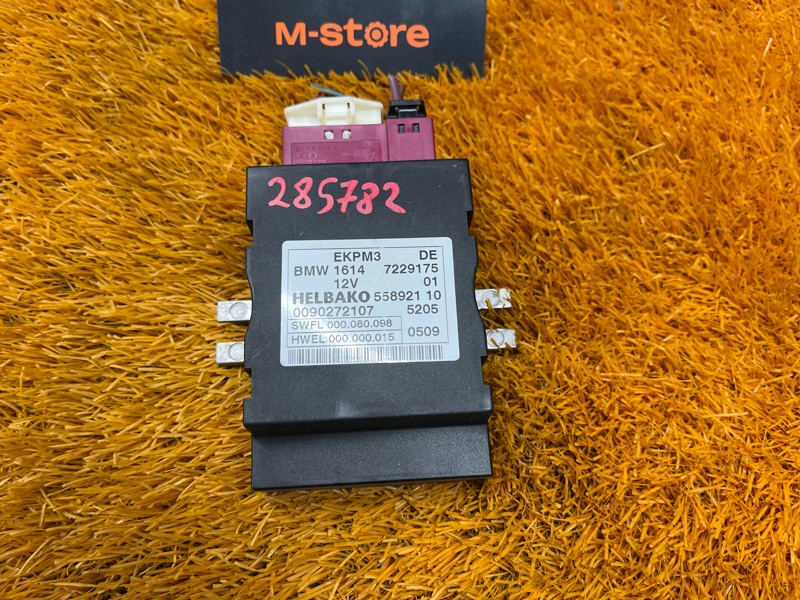 M-store
285782
EKPM3 DE
BMW 1614 7229175
12V 01
HELBAKO 558921 10
0090272107 5205
SWFL 000.080.098
HWEL 000.000.015 0509